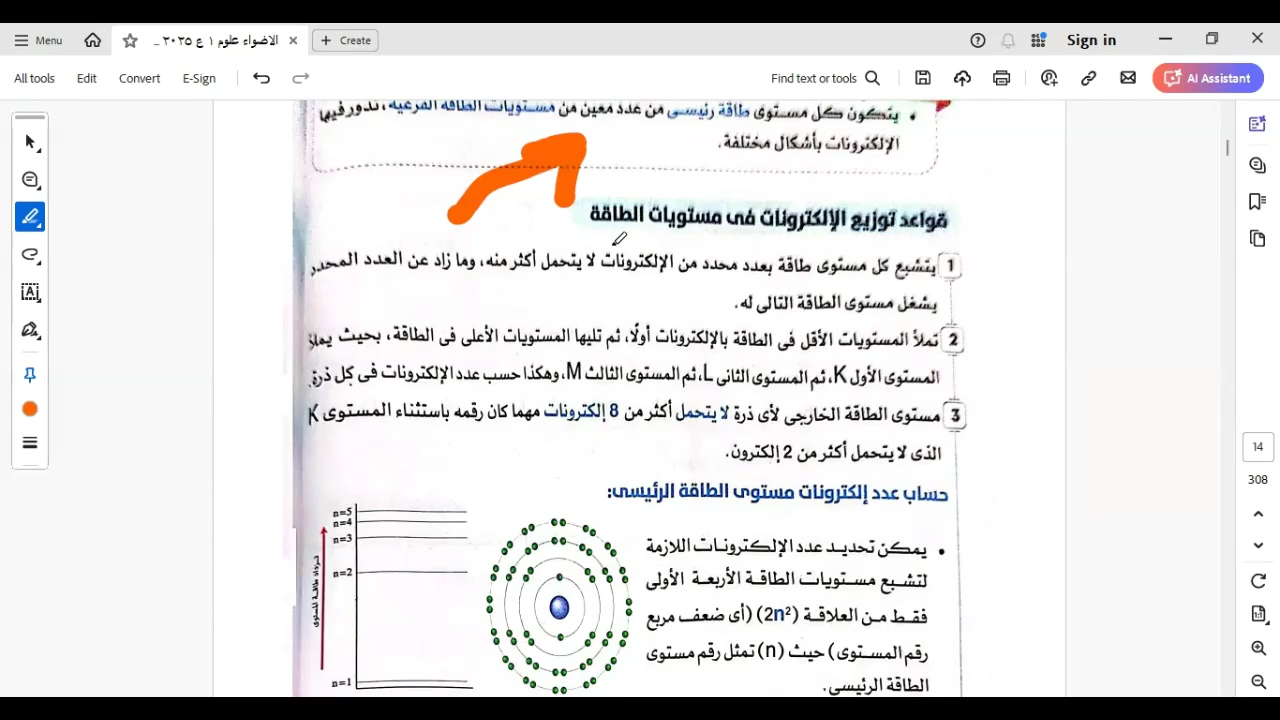 Menu
الاضواء علوم ١ ع ٢٠٢٥ _
Create
Sign in
All tools
Edit
Convert
E-Sign
Find text or tools
AI Assistant
يتكون كل مستوى طاقة رئيسى من عدد معين من مستويات الطاقة الفرعية، تدور فيها
الإلكترونات بأشكال مختلفة.
قواعد توزيع الإلكترونات فى مستويات الطاقة
1 يتشبع كل مستوى طاقة بعدد محدد من الإلكترونات لا يتحمل أكثر منه، وما زاد عن العدد المحدد
يشغل مستوى الطاقة التالى له.
2 تملأ المستويات الأقل فى الطاقة بالإلكترونات أولًا، ثم تليها المستويات الأعلى فى الطاقة، بحيث يملأ
المستوى الأول K، ثم المستوى الثانى L، ثم المستوى الثالث M، وهكذا حسب عدد الإلكترونات فى كل ذرة.
3 مستوى الطاقة الخارجى لأى ذرة لا يتحمل أكثر من 8 إلكترونات مهما كان رقمه باستثناء المستوى K
الذى لا يتحمل أكثر من 2 إلكترون.
حساب عدد إلكترونات مستوى الطاقة الرئيسى:
• يمكن تحديد عدد الإلكترونات اللازمة
لتشبع مستويات الطاقة الأربعة الأولى
فقط من العلاقة (2n²) (أى ضعف مربع
رقم المستوى) حيث (n) تمثل رقم مستوى
الطاقة الرئيسى.
n=5
n=4
n=3
n=2
n=1
تزداد طاقة المستوى
14
308